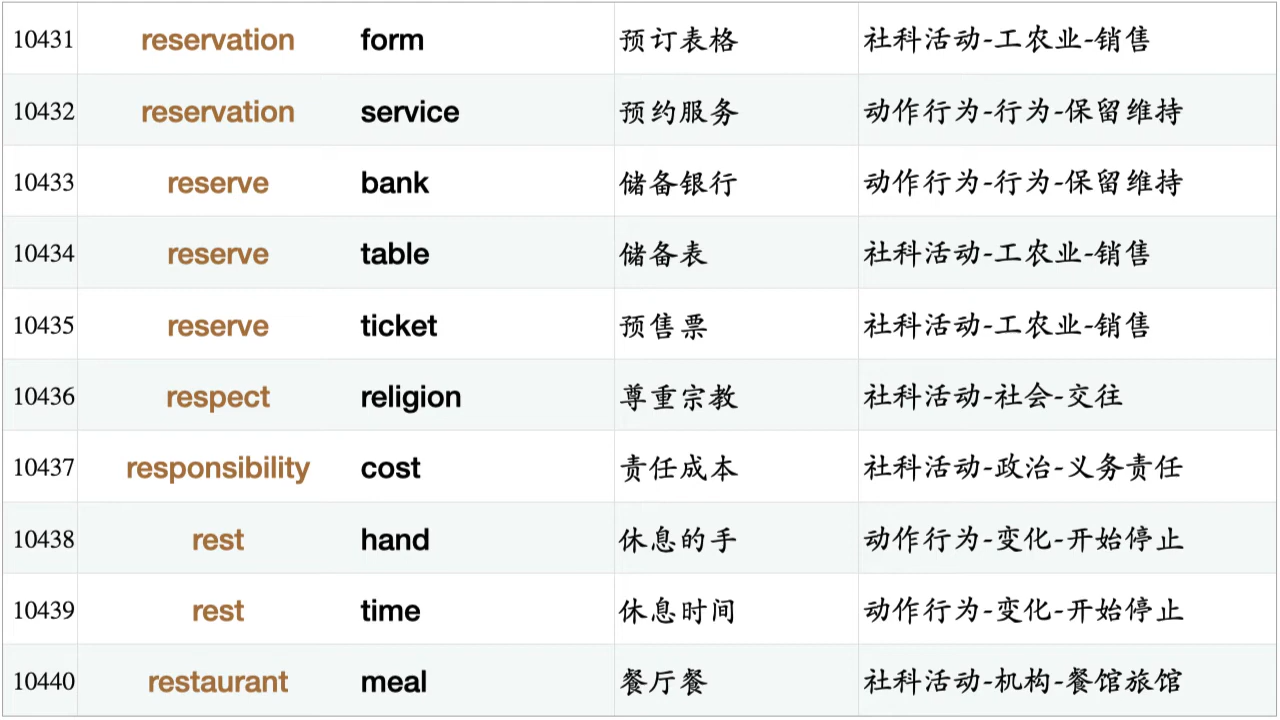 10431 reservation form 预订表格 社科活动-工农业-销售
10432 reservation service 预约服务 动作行为-行为-保留维持
10433 reserve bank 储备银行 动作行为-行为-保留维持
10434 reserve table 储备表 社科活动-工农业-销售
10435 reserve ticket 预售票 社科活动-工农业-销售
10436 respect religion 尊重宗教 社科活动-社会-交往
10437 responsibility cost 责任成本 社科活动-政治-义务责任
10438 rest hand 休息的手 动作行为-变化-开始停止
10439 rest time 休息时间 动作行为-变化-开始停止
10440 restaurant meal 餐厅餐 社科活动-机构-餐馆旅馆